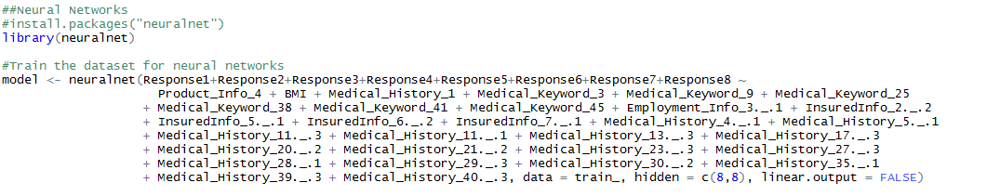 ##Neural Networks
#install.packages("neuralnet")
library(neuralnet)
#Train the dataset for neural networks
model <- neuralnet(Response1+Response2+Response3+Response4+Response5+Response6+Response7+Response8 ~
Product_Info_4 + BMI + Medical_History_1 + Medical_Keyword_3 + Medical_Keyword_9 + Medical_Keyword_25
+ Medical_Keyword_38 + Medical_Keyword_41 + Medical_Keyword_45 + Employment_Info_3._.1 + InsuredInfo_2._.2
+ InsuredInfo_5._.1 + InsuredInfo_6._.2 + InsuredInfo_7._.1 + Medical_History_4._.1 + Medical_History_5._.1
+ Medical_History_11._.3 + Medical_History_11._.1 + Medical_History_13._.3 + Medical_History_17._.3
+ Medical_History_20._.2 + Medical_History_21._.2 + Medical_History_23._.3 + Medical_History_27._.3
+ Medical_History_28._.1 + Medical_History_29._.3 + Medical_History_30._.2 + Medical_History_35._.1
+ Medical_History_39._.3 + Medical_History_40._.3, data = train_, hidden = c(8,8), linear.output = FALSE)